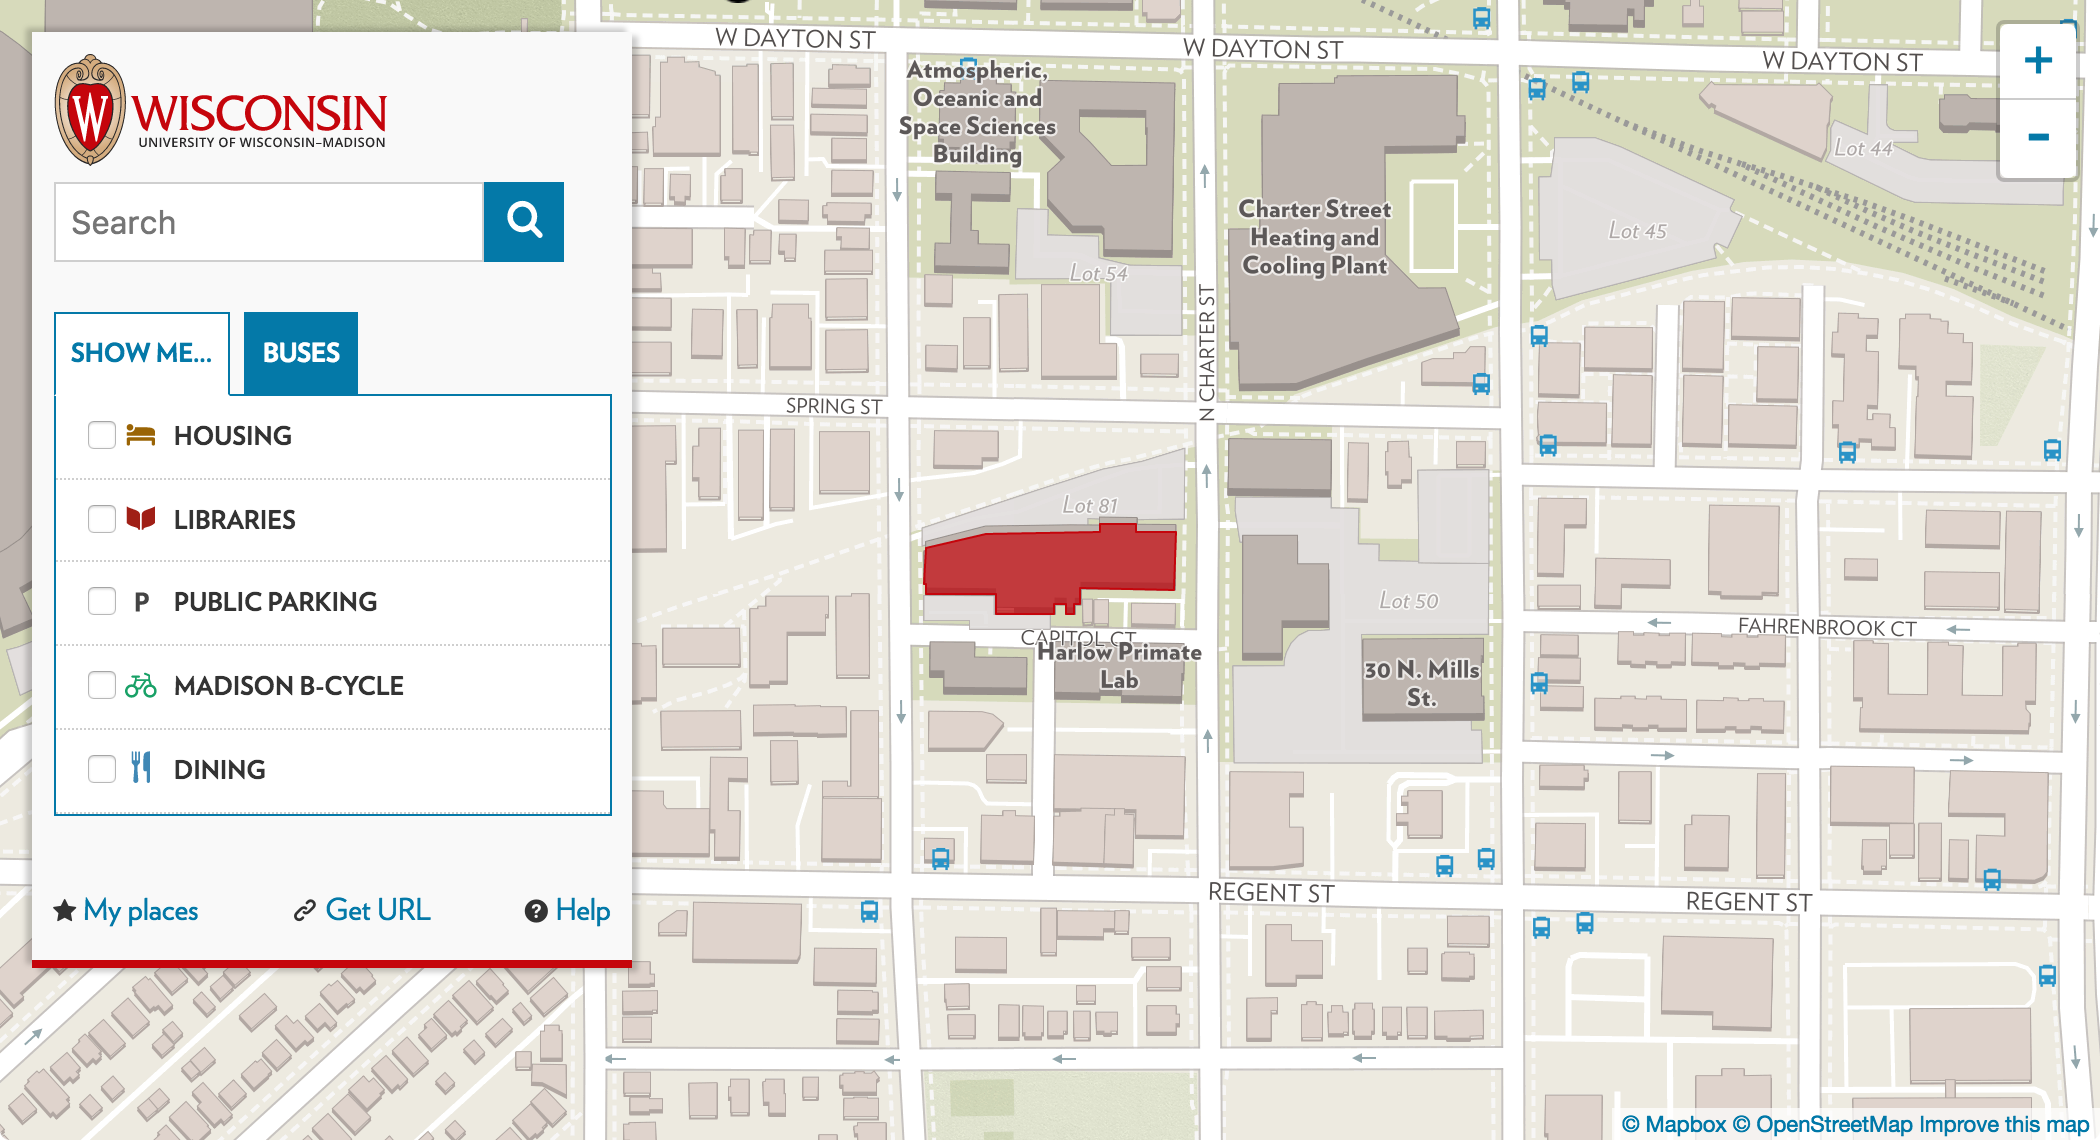 W
WISCONSIN
UNIVERSITY OF WISCONSIN–MADISON
Search
SHOW ME...
BUSES
HOUSING
LIBRARIES
P
PUBLIC PARKING
MADISON B-CYCLE
DINING
My places
Get URL
Help
W DAYTON ST
W DAYTON ST
W DAYTON ST
+
-
Atmospheric,
Oceanic and
Space Sciences
Building
Lot 44
Charter Street
Heating and
Cooling Plant
Lot 45
Lot 54
N CHARTER ST
SPRING ST
Lot 81
Lot 50
CAPITOL CT
Harlow Primate
Lab
30 N. Mills
St.
FAHRENBROOK CT
REGENT ST
REGENT ST
© Mapbox © OpenStreetMap Improve this map